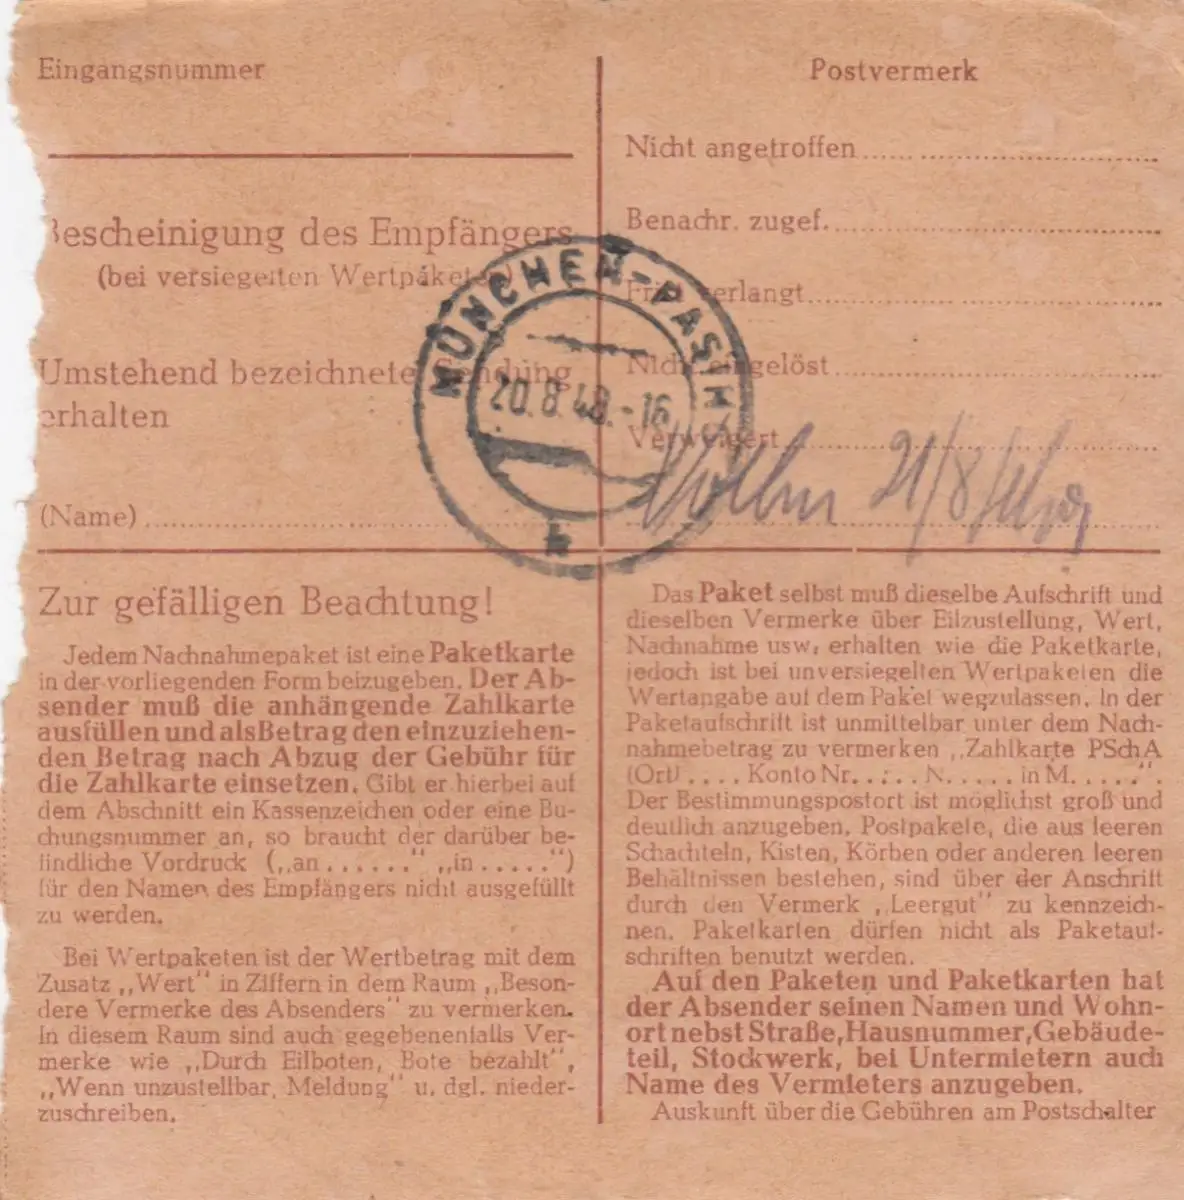 Eingangsnummer
Bescheinigung des Empfängers
(bei versiegelten Wertpaketen)
Umstehend bezeichnete Sendung
erhalten
(Name)
Postvermerk
Nicht angetroffen
Benachr. zugef.
Frist verlangt
Nicht eingelöst
Verweigert
MÜNCHEN-PASING
20.8.48.-16
21/8
Zur gefälligen Beachtung!
Jedem Nachnahmepaket ist eine Paketkarte
in der vorliegenden Form beizugeben. Der Ab-
sender muß die anhängende Zahlkarte
ausfüllen und als Betrag den einzuziehen-
den Betrag nach Abzug der Gebühr für
die Zahlkarte einsetzen. Gibt er hierbei auf
dem Abschnitt ein Kassenzeichen oder eine Bu-
chungsnummer an, so braucht der darüber be-
findliche Vordruck („an ......“ „in .....“)
für den Namen des Empfängers nicht ausgefüllt
zu werden.
Bei Wertpaketen ist der Wertbetrag mit dem
Zusatz „Wert“ in Ziffern in dem Raum „Beson-
dere Vermerke des Absenders“ zu vermerken.
In diesem Raum sind auch gegebenenfalls Ver-
merke wie „Durch Eilboten, Bote bezahlt“,
„Wenn unzustellbar, Meldung“ u. dgl. nieder-
zuschreiben.
Das Paket selbst muß dieselbe Aufschrift und
dieselben Vermerke über Eilzustellung, Wert,
Nachnahme usw. erhalten wie die Paketkarte,
jedoch ist bei unversiegelten Wertpaketen die
Wertangabe auf dem Paket wegzulassen. In der
Paketaufschrift ist unmittelbar unter dem Nach-
nahmebetrag zu vermerken „Zahlkarte PSchA
(Ort) .... Konto Nr. .... N. .... in M. ....“.
Der Bestimmungspostort ist möglichst groß und
deutlich anzugeben. Postpakete, die aus leeren
Schachteln, Kisten, Körben oder anderen leeren
Behältnissen bestehen, sind über der Anschrift
durch den Vermerk „Leergut“ zu kennzeich-
nen. Paketkarten dürfen nicht als Paketauf-
schriften benutzt werden.
Auf den Paketen und Paketkarten hat
der Absender seinen Namen und Wohn-
ort nebst Straße, Hausnummer, Gebäude-
teil, Stockwerk, bei Untermietern auch
Name des Vermieters anzugeben.
Auskunft über die Gebühren am Postschalter